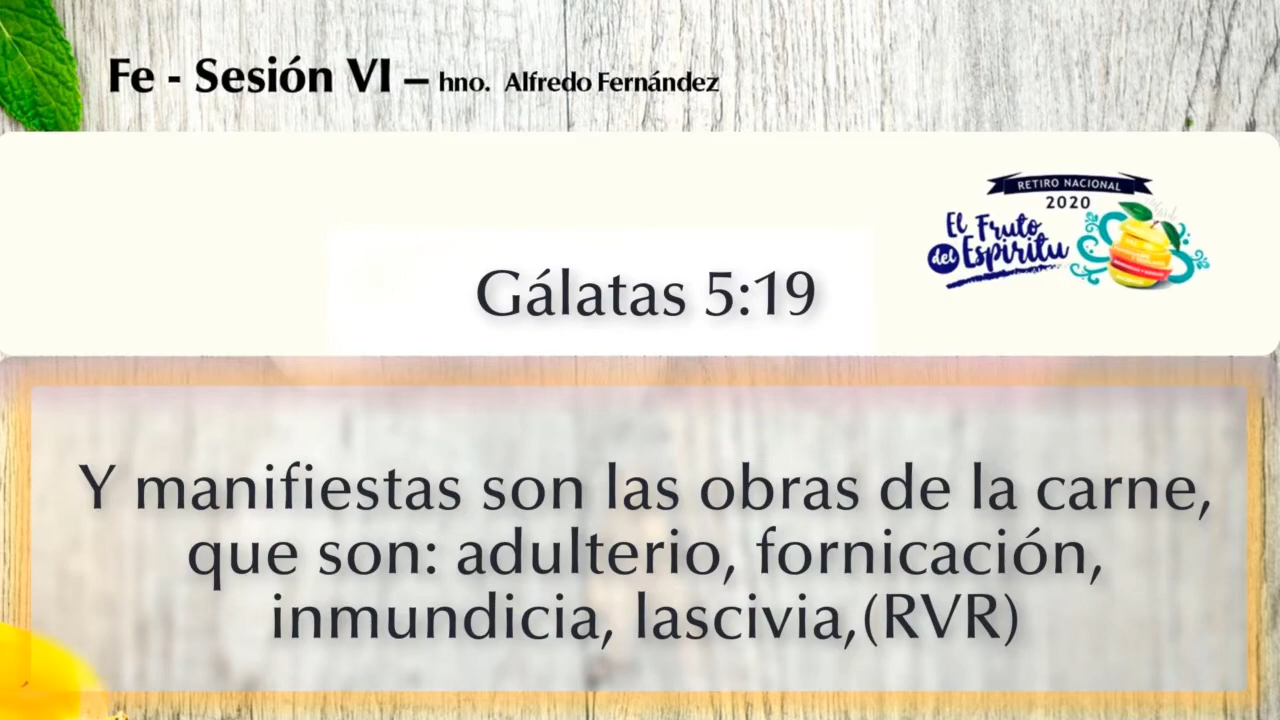 Fe - Sesión VI – hno. Alfredo Fernández
RETIRO NACIONAL
2020
El Fruto
del Espíritu
Gálatas 5:19
Y manifiestas son las obras de la carne,
que son: adulterio, fornicación,
inmundicia, lascivia,(RVR)